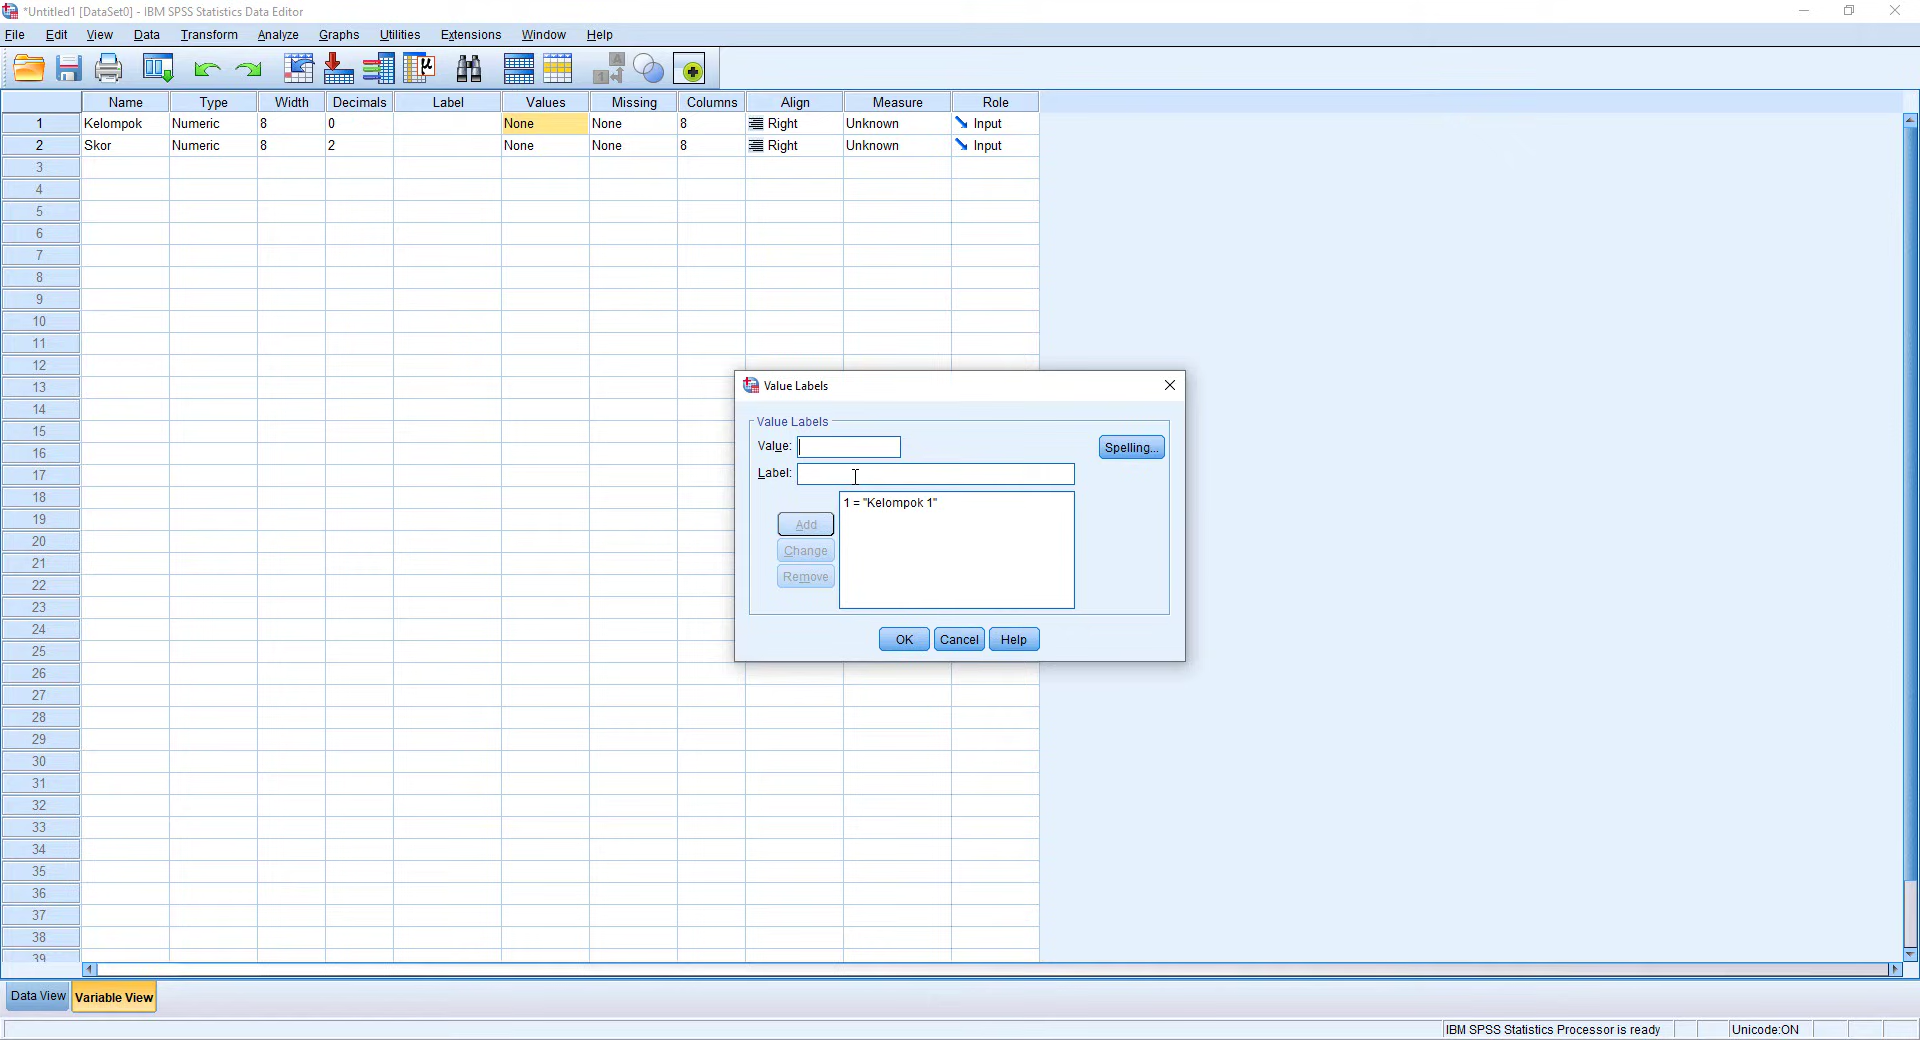 *Untitled1 [DataSet0] - IBM SPSS Statistics Data Editor
File Edit View Data Transform Analyze Graphs Utilities Extensions Window Help
Name Type Width Decimals Label Values Missing Columns Align Measure Role
1 Kelompok Numeric 8 0 None None 8 Right Unknown Input
2 Skor Numeric 8 2 None None 8 Right Unknown Input
3
4
5
6
7
8
9
10
11
12
13
14
15
16
17
18
19
20
21
22
23
24
25
26
27
28
29
30
31
32
33
34
35
36
37
38
39
Value Labels
Value Labels
Value: Spelling...
Label:
1 = "Kelompok 1"
Add
Change
Remove
OK Cancel Help
Data View Variable View
IBM SPSS Statistics Processor is ready Unicode:ON